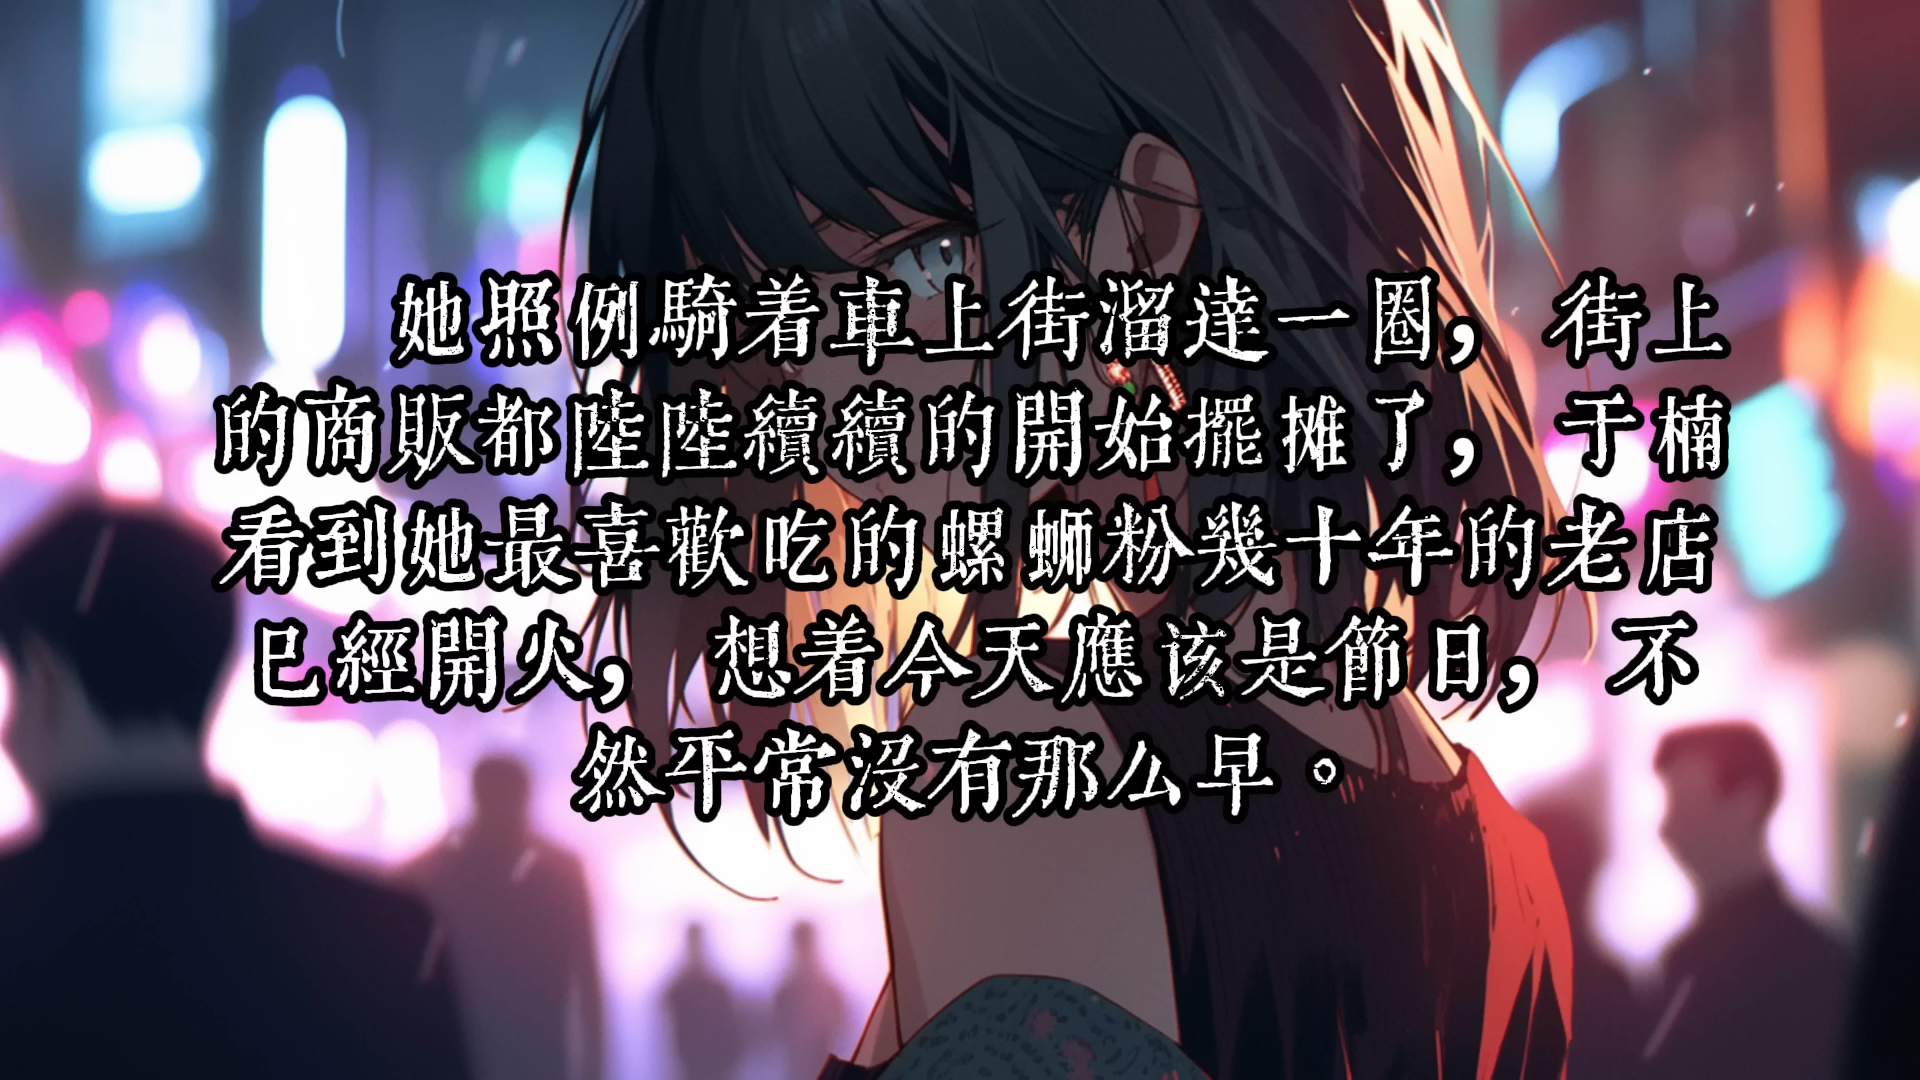 她照例騎着車上街溜達一圈，街上
的商販都陸陸續續的開始擺摊了，于楠
看到她最喜歡吃的螺蛳粉幾十年的老店
已經開火，想着今天應该是節日，不
然平常沒有那么早。